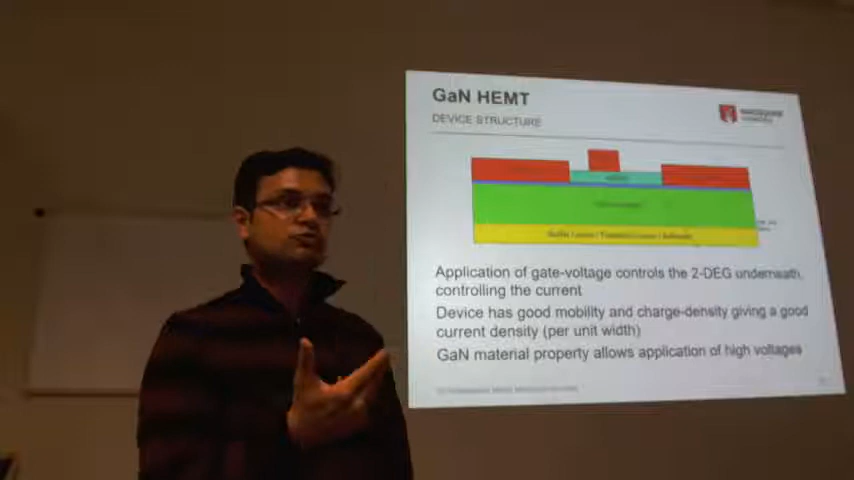 GaN HEMT
DEVICE STRUCTURE
MACQUARIE
University
Buffer Layers / Transition Layers / Substrate
Application of gate-voltage controls the 2-DEG underneath,
controlling the current
Device has good mobility and charge-density giving a good
current density (per unit width)
GaN material property allows application of high voltages